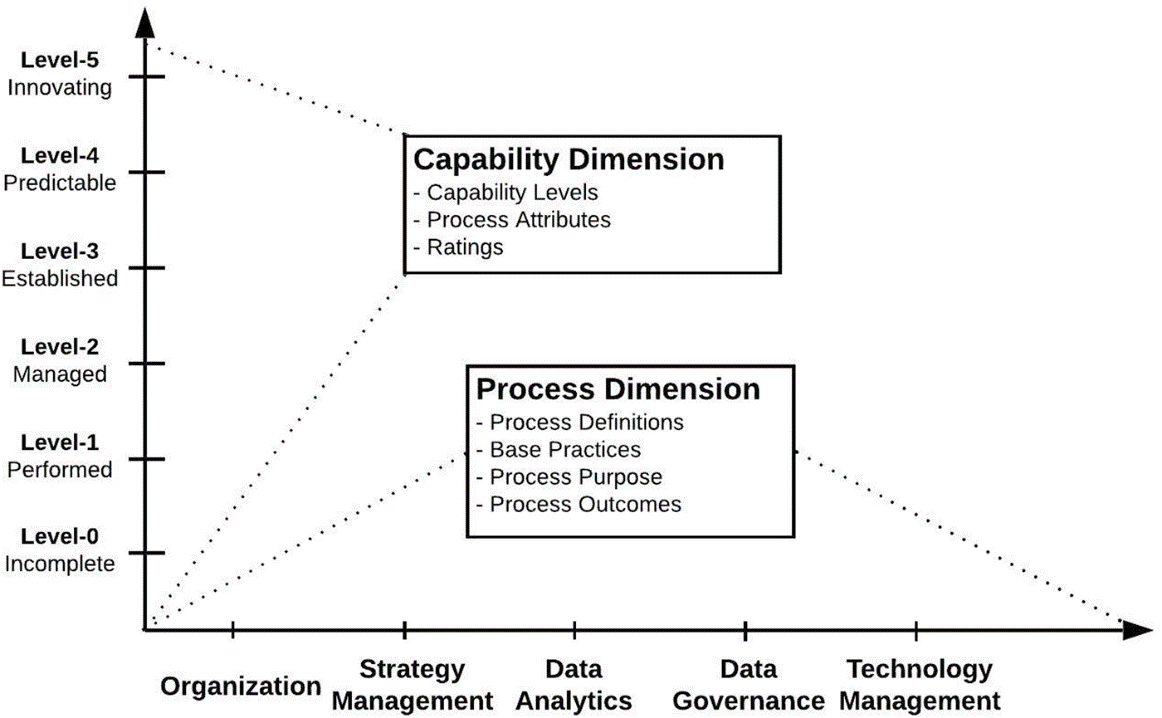 Level-5
Innovating
Level-4
Predictable
Level-3
Established
Level-2
Managed
Level-1
Performed
Level-0
Incomplete
Capability Dimension
- Capability Levels
- Process Attributes
- Ratings
Process Dimension
- Process Definitions
- Base Practices
- Process Purpose
- Process Outcomes
Organization
Strategy
Management
Data
Analytics
Data
Governance
Technology
Management